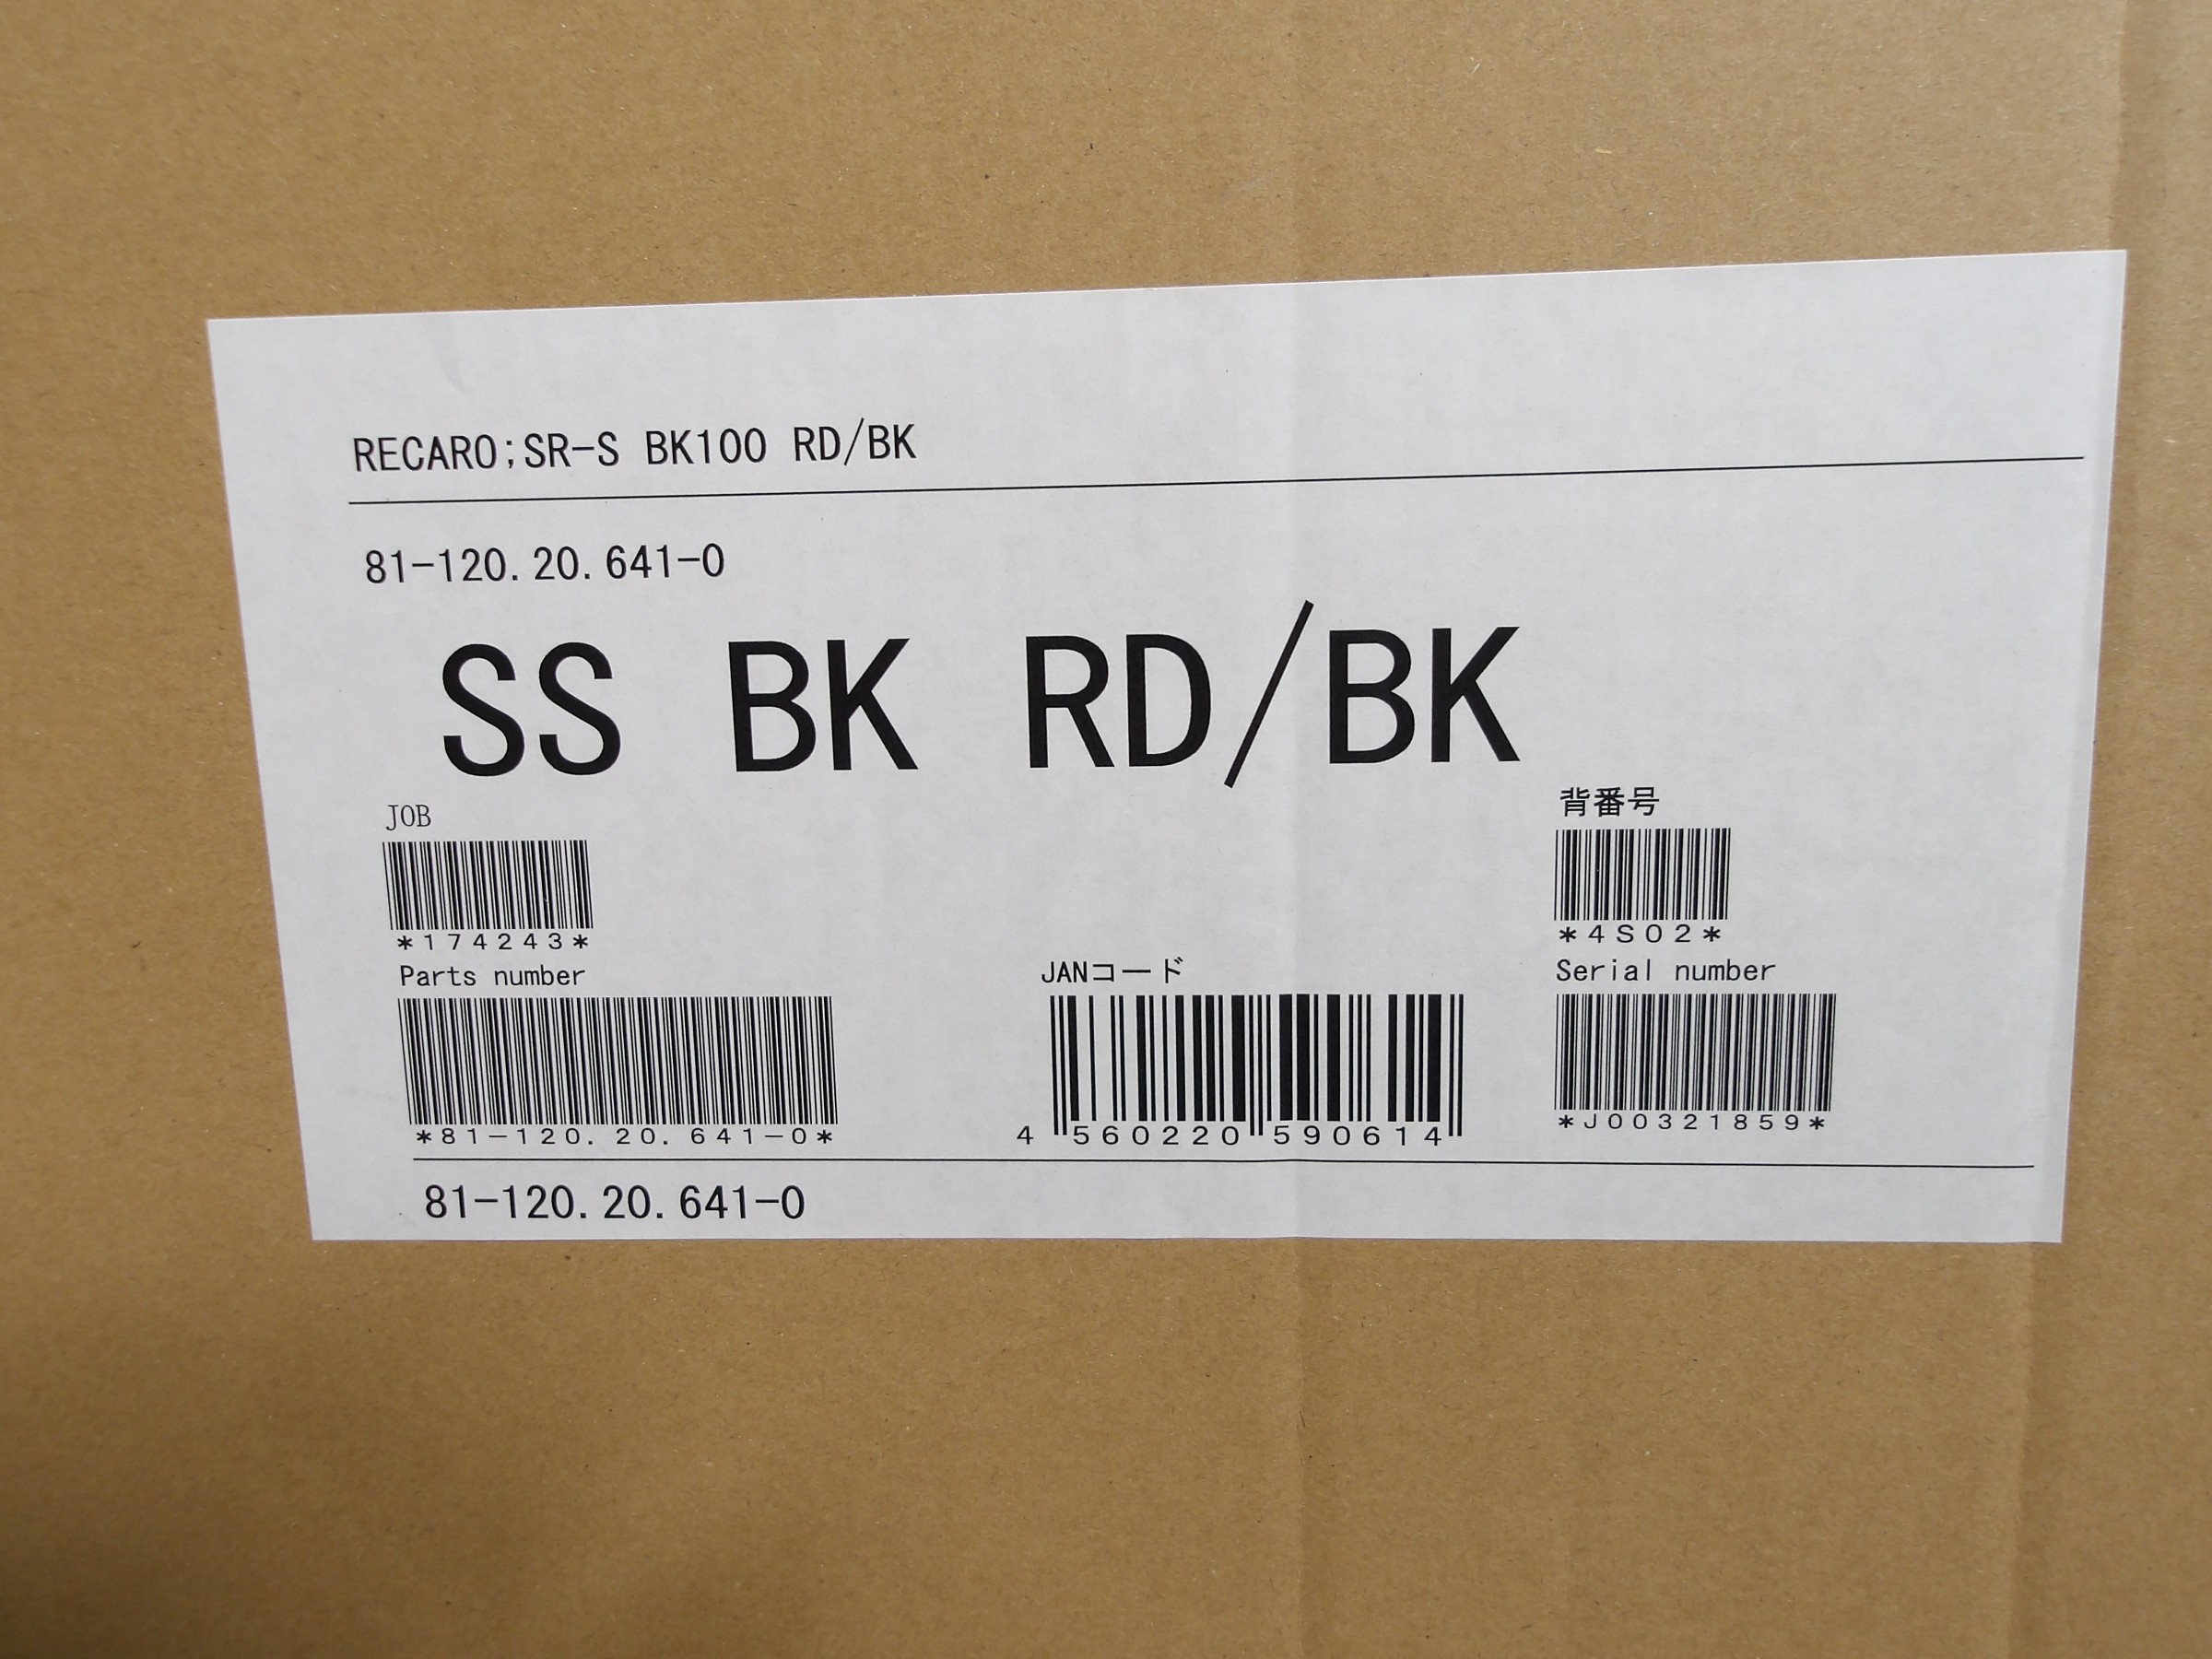 RECARO;SR-S BK100 RD/BK
81-120.20.641-0
SS BK RD/BK
JOB
*174243*
背番号
*4S02*
Parts number
*81-120.20.641-0*
JANコード
4 560220 590614
Serial number
*J00321859*
81-120.20.641-0